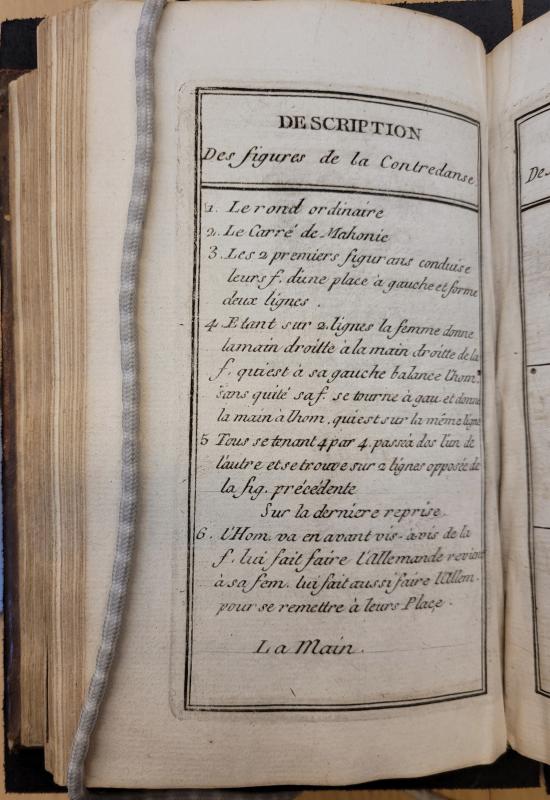 DESCRIPTION
Des figures de la Contredanse
1. Le rond ordinaire
2. Le Carré de Mahonie
3. Les 2 premiers figurans conduise
leurs f. d'une place à gauche et forme
deux lignes.
4. Etant sur 2. lignes la femme donne
la main droitte à la main droitte de la
f. qui est à sa gauche balance l'hom.
sans quité sa f. se tourne à gau. et donne
la main à l'hom. qui est sur la même ligne
5 Tous se tenant 4 par 4. passe à dos l'un de
l'autre et se trouve sur 2 lignes opposée de
la fig. précédente
Sur la derniere reprise.
6. l'Hom. va en avant vis-à-vis de la
f. lui fait faire l'Allemande revient
à sa fem. lui fait aussi faire l'Allem.
pour se remettre à leurs Place.
La Main.
De